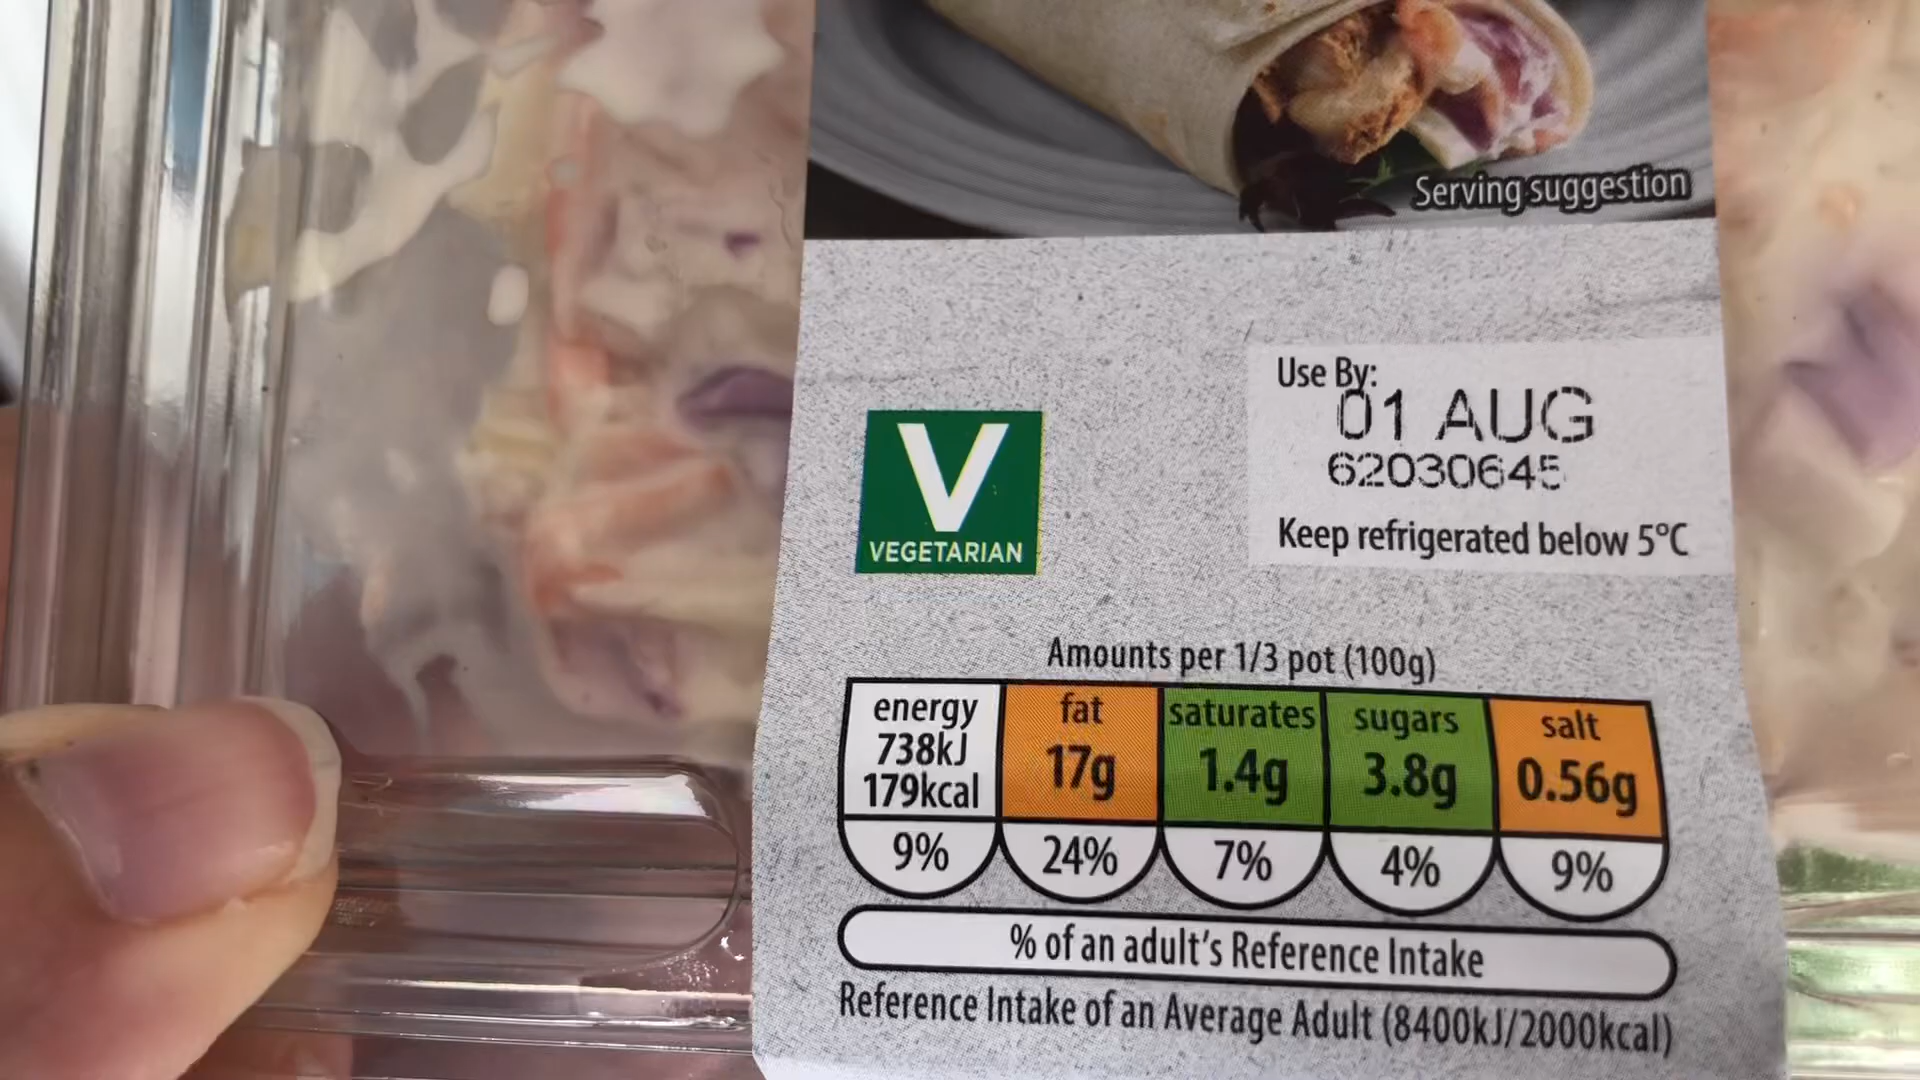 Serving suggestion
Use By:
01 AUG
62030645
Keep refrigerated below 5°C
V
VEGETARIAN
Amounts per 1/3 pot (100g)
energy fat saturates sugars salt
738kJ
179kcal 17g 1.4g 3.8g 0.56g
9% 24% 7% 4% 9%
% of an adult's Reference Intake
Reference Intake of an Average Adult (8400kJ/2000kcal)